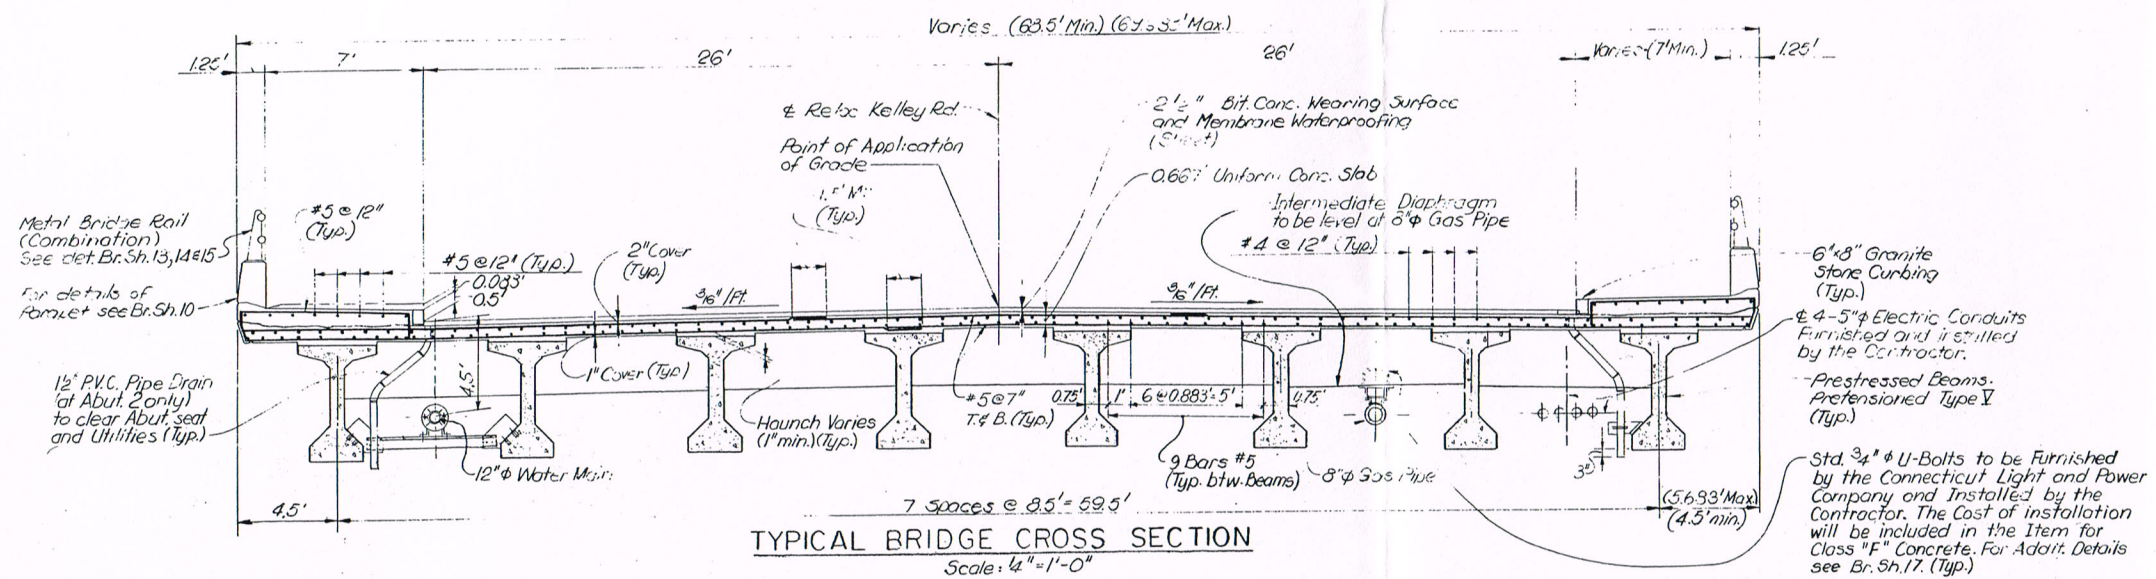 Varies (68.5' Min.) Max.)
1.25'
7'
26'
26'
Varies (7' Min.)
1.25'
℄ Reloc Kelley Rd.
Point of Application
of Grade
(Typ.)
2½" Bit. Conc. Wearing Surface
and Membrane Waterproofing
(Sheet)
0.667' Uniform Conc. Slab
Intermediate Diaphragm
to be level at 8"ϕ Gas Pipe
#4 @ 12" (Typ.)
Metal Bridge Rail
(Combination)
See det. Br. Sh. 13, 14 & 15
#5 @ 12"
(Typ.)
For details of
Parapet see Br. Sh. 10
#5 @ 12" (Typ.)
0.083'
0.5'
2" Cover
(Typ.)
3/16"/Ft.
3/16"/Ft.
6"x8" Granite
Stone Curbing
(Typ.)
℄ 4-5"ϕ Electric Conduits
Furnished and installed
by the Contractor.
Prestressed Beams.
Pretensioned Type V
(Typ.)
1½" P.V.C. Pipe Drain
(at Abut. 2 only)
to clear Abut. seat
and Utilities (Typ.)
4.5'
1" Cover (Typ.)
12"ϕ Water Main
Haunch Varies
(1" min.) (Typ.)
#5 @ 7"
T. & B. (Typ.)
0.75'
1'
6 @ 0.883'=5'
0.75'
9 Bars #5
(Typ. btw. Beams)
8"ϕ Gas Pipe
3"
Std. ¾"ϕ U-Bolts to be Furnished
by the Connecticut Light and Power
Company and Installed by the
Contractor. The Cost of installation
will be included in the Item for
Class "F" Concrete. For Addit. Details
see Br. Sh. 17. (Typ.)
4.5'
7 Spaces @ 8.5' = 59.5'
(5.683' Max.)
(4.5' min.)
TYPICAL BRIDGE CROSS SECTION
Scale: ¼"=1'-0"